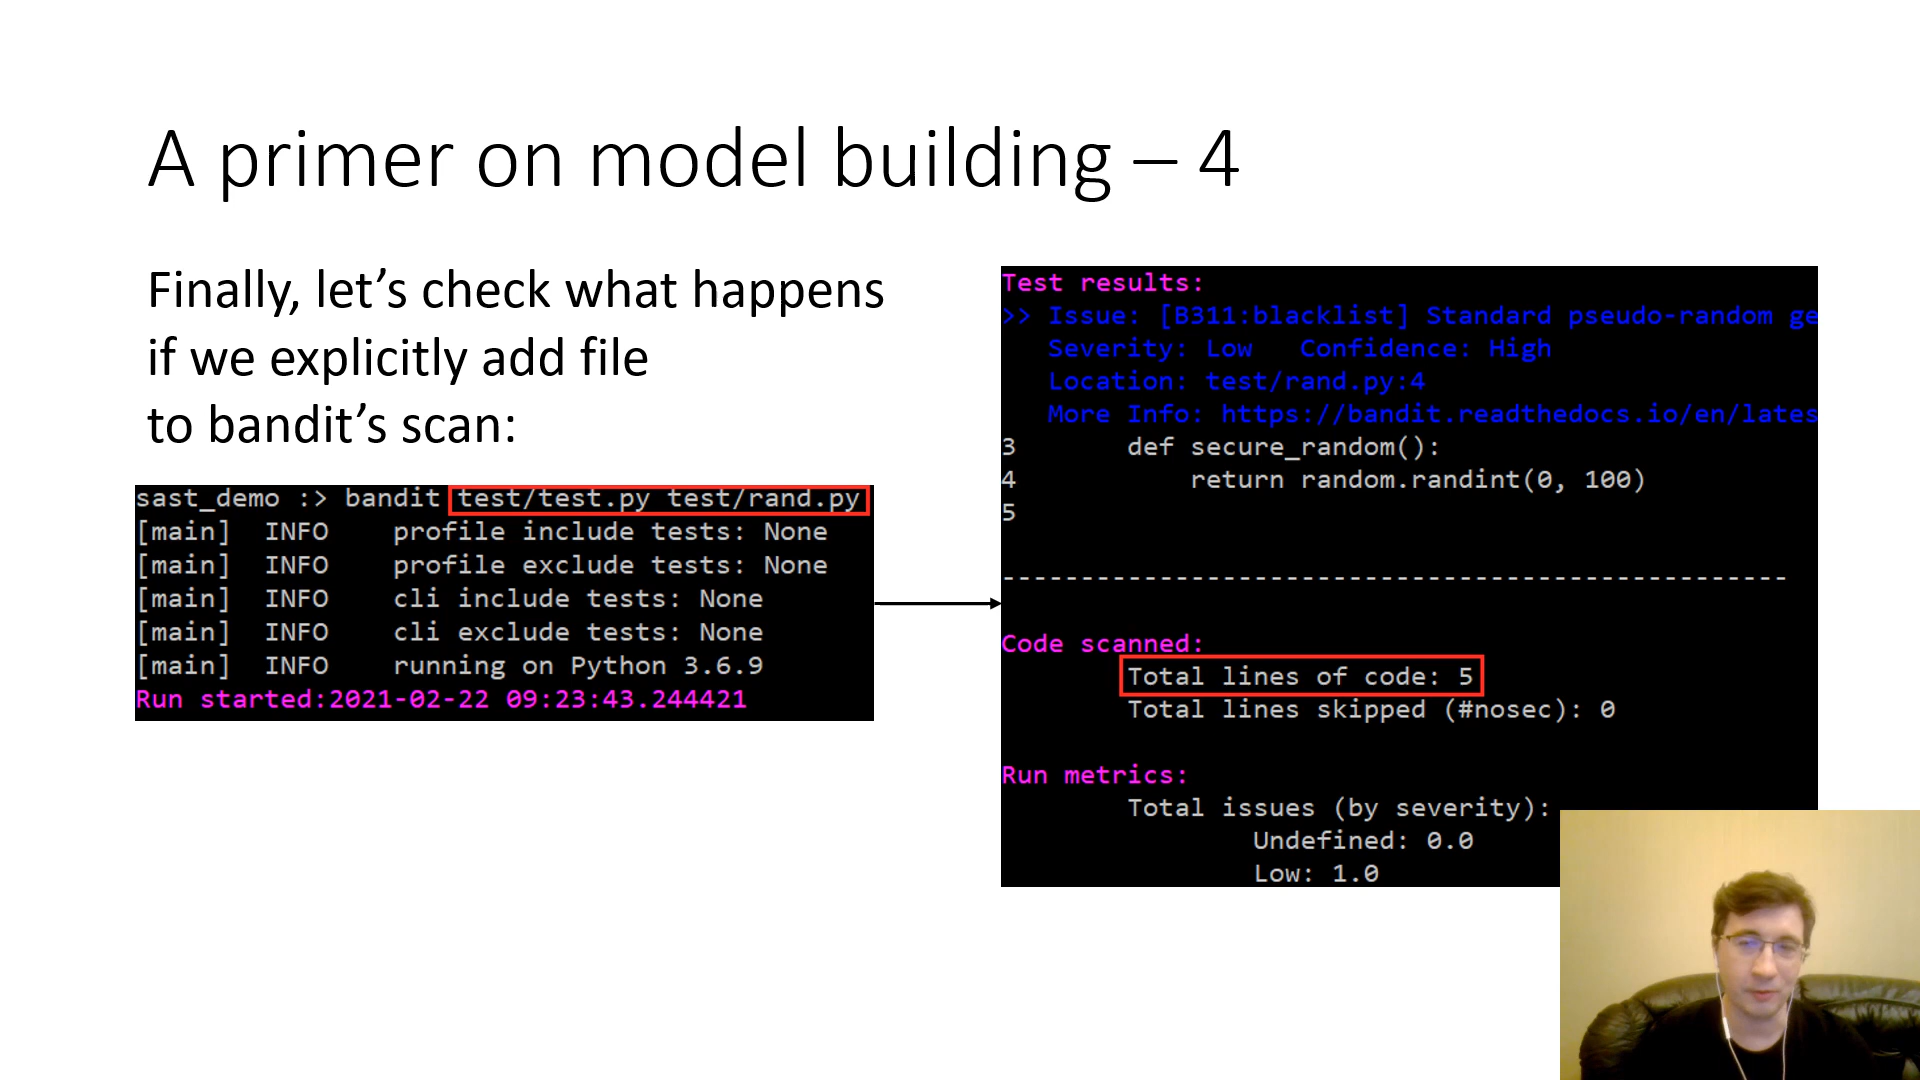 A primer on model building – 4
Finally, let’s check what happens
if we explicitly add file
to bandit’s scan:
sast_demo :> bandit test/test.py test/rand.py
[main]  INFO    profile include tests: None
[main]  INFO    profile exclude tests: None
[main]  INFO    cli include tests: None
[main]  INFO    cli exclude tests: None
[main]  INFO    running on Python 3.6.9
Run started:2021-02-22 09:23:43.244421
Test results:
>> Issue: [B311:blacklist] Standard pseudo-random ge
Severity: Low   Confidence: High
Location: test/rand.py:4
More Info: https://bandit.readthedocs.io/en/lates
3       def secure_random():
4           return random.randint(0, 100)
5
--------------------------------------------------
Code scanned:
Total lines of code: 5
Total lines skipped (#nosec): 0
Run metrics:
Total issues (by severity):
Undefined: 0.0
Low: 1.0